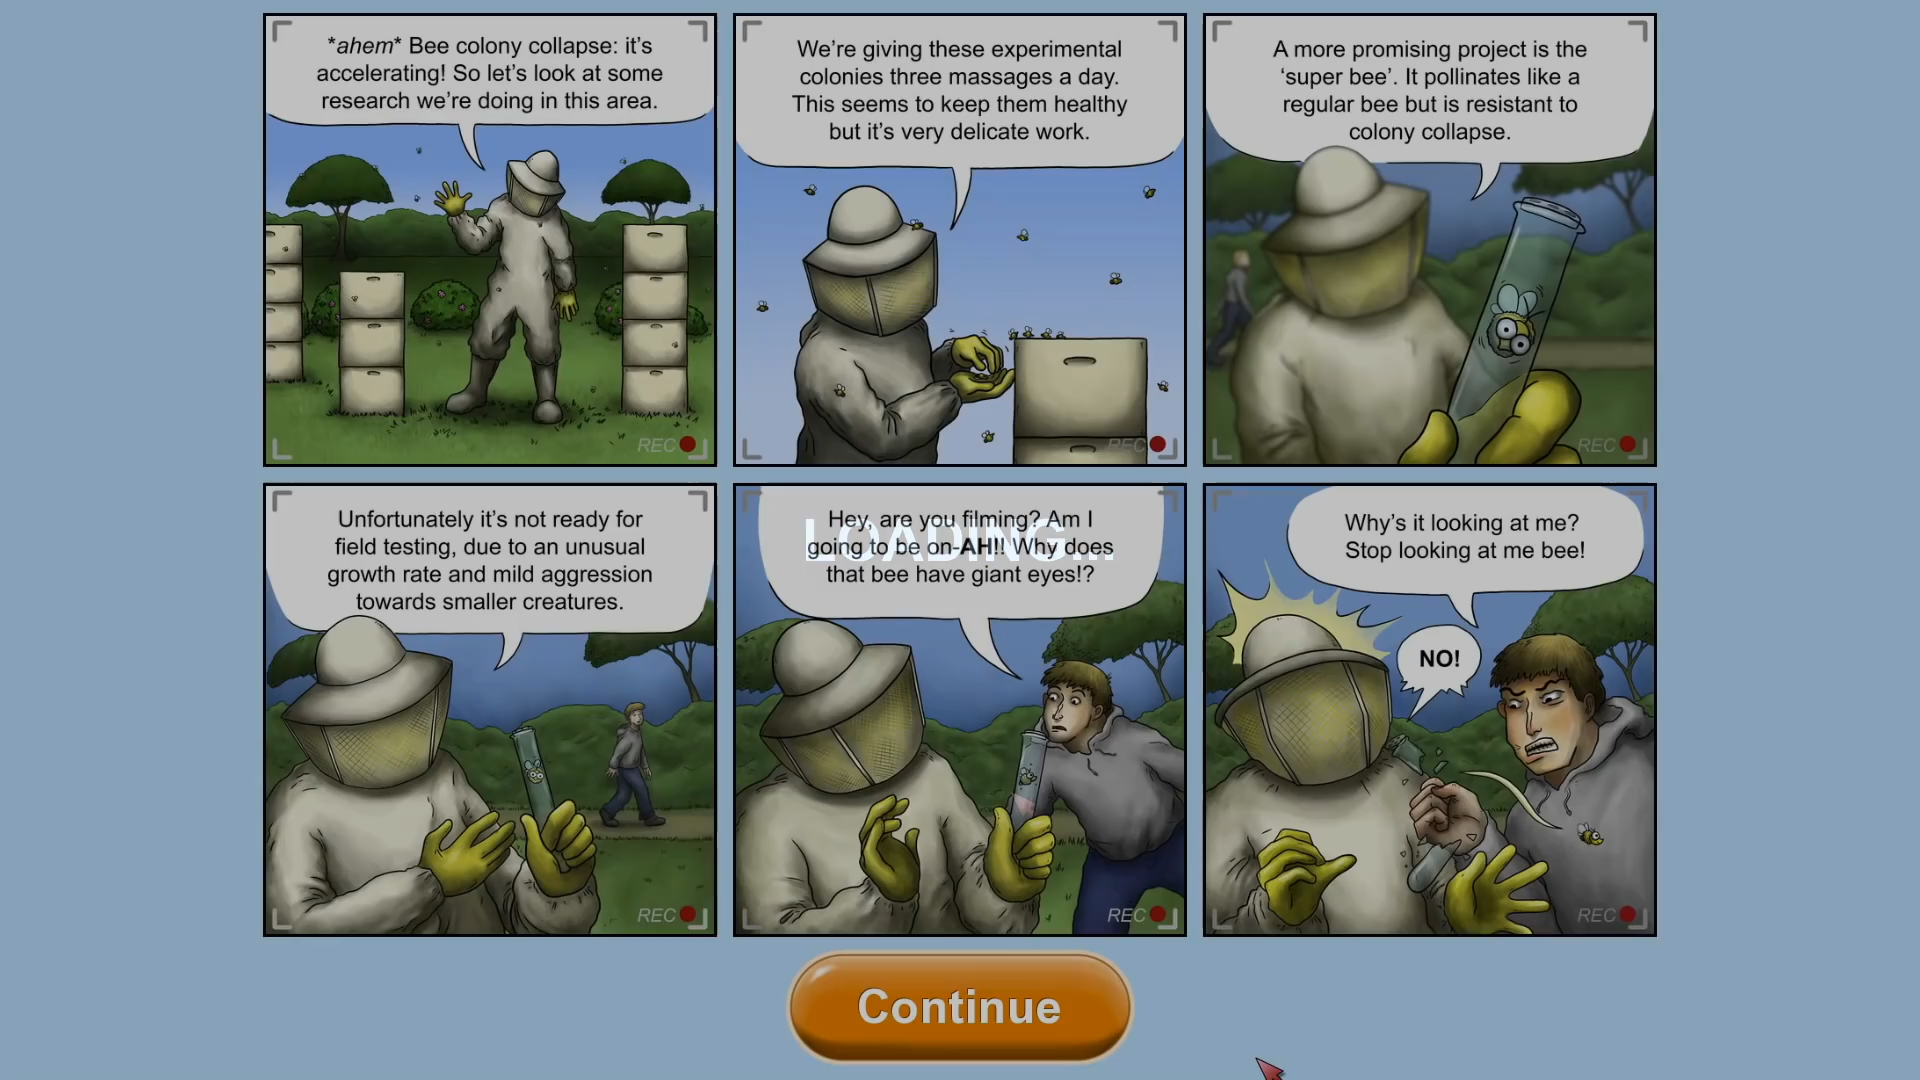 *ahem* Bee colony collapse: it's
accelerating! So let's look at some
research we're doing in this area.
REC
We're giving these experimental
colonies three massages a day.
This seems to keep them healthy
but it's very delicate work.
REC
A more promising project is the
'super bee'. It pollinates like a
regular bee but is resistant to
colony collapse.
REC
Unfortunately it's not ready for
field testing, due to an unusual
growth rate and mild aggression
towards smaller creatures.
REC
Hey, are you filming? Am I
going to be on-AH!! Why does
that bee have giant eyes!?
LOADING...
REC
Why's it looking at me?
Stop looking at me bee!
NO!
REC
Continue